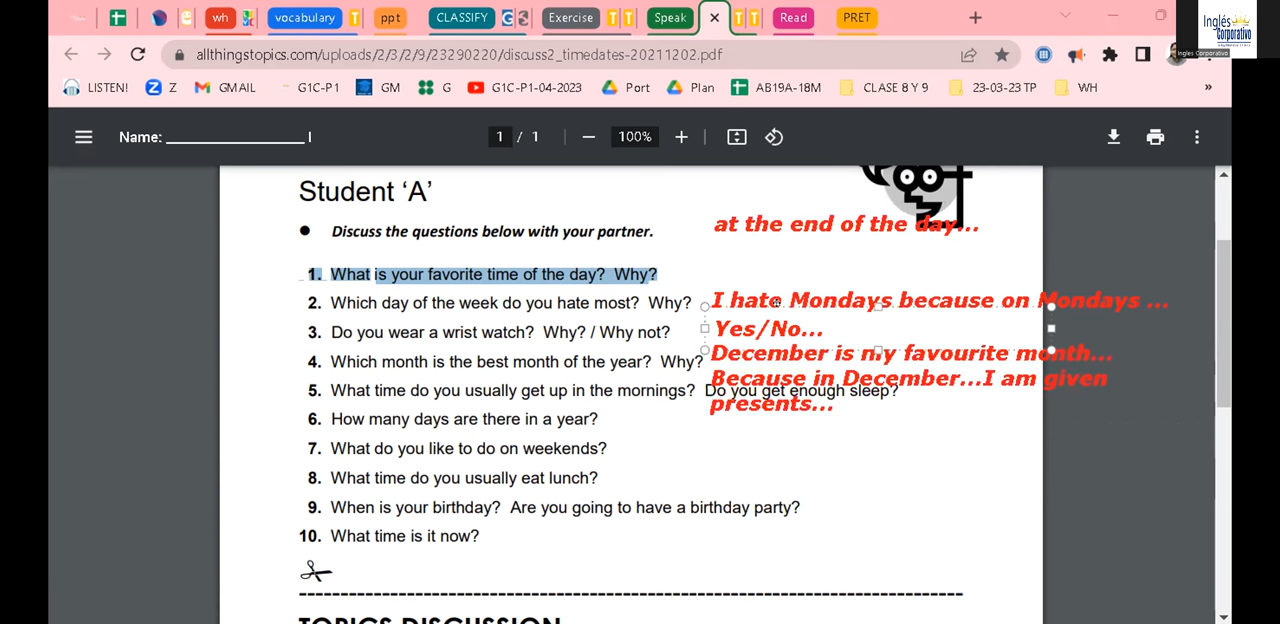 wh vocabulary T ppt CLASSIFY G Exercise T T Speak T T Read PRET
Inglés Corporativo
Inglés Corporativo
allthingstopics.com/uploads/2/3/2/9/23290220/discuss2_timedates-20211202.pdf
LISTEN! Z GMAIL G1C-P1 GM G G1C-P1-04-2023 Port Plan AB19A-18M CLASE 8 Y 9 23-03-23 TP WH »
Name: _______________ 1 / 1 100%
Student ‘A’
at the end of the day...
● Discuss the questions below with your partner.
1. What is your favorite time of the day? Why?
2. Which day of the week do you hate most? Why?
I hate Mondays because on Mondays ...
3. Do you wear a wrist watch? Why? / Why not?
Yes/No...
4. Which month is the best month of the year? Why?
December is my favourite month...
Because in December...I am given
presents...
5. What time do you usually get up in the mornings? Do you get enough sleep?
6. How many days are there in a year?
7. What do you like to do on weekends?
8. What time do you usually eat lunch?
9. When is your birthday? Are you going to have a birthday party?
10. What time is it now?
TOPICS DISCUSSION